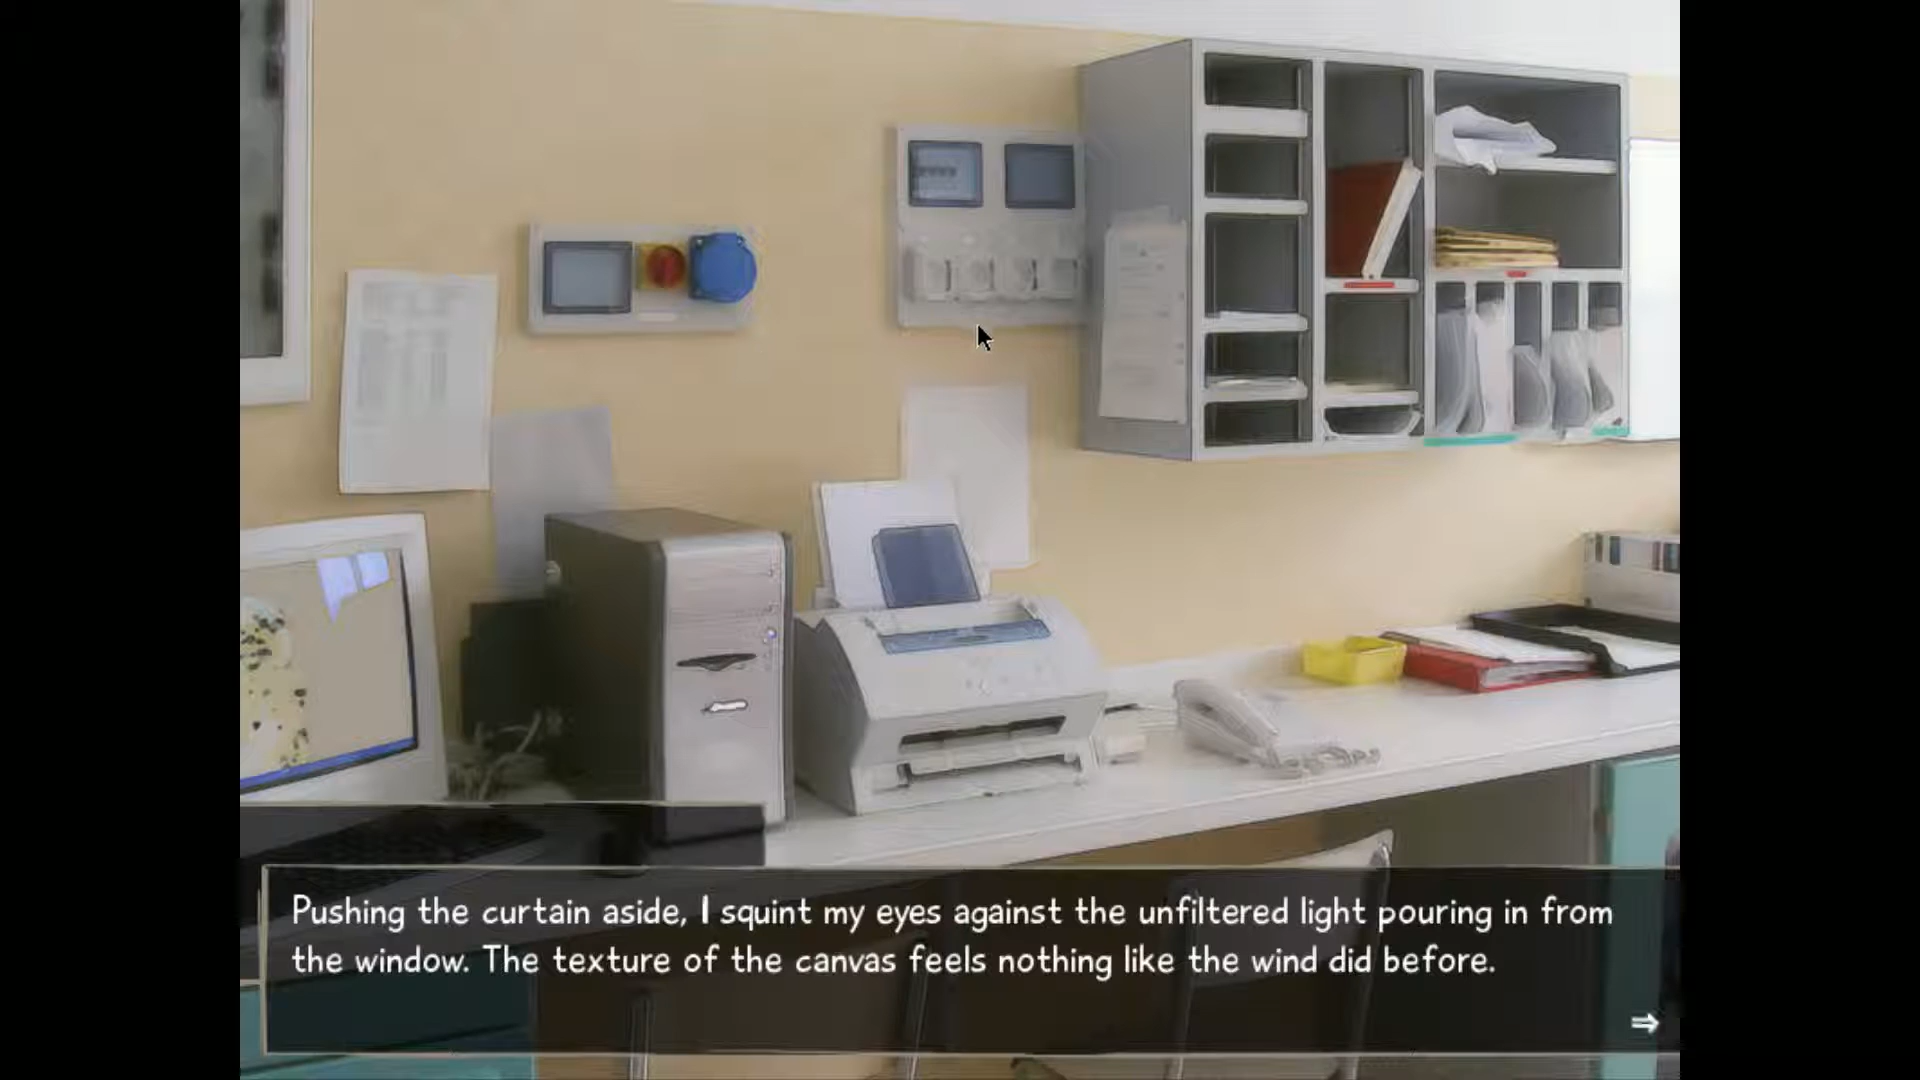 Pushing the curtain aside, I squint my eyes against the unfiltered light pouring in from
the window. The texture of the canvas feels nothing like the wind did before.